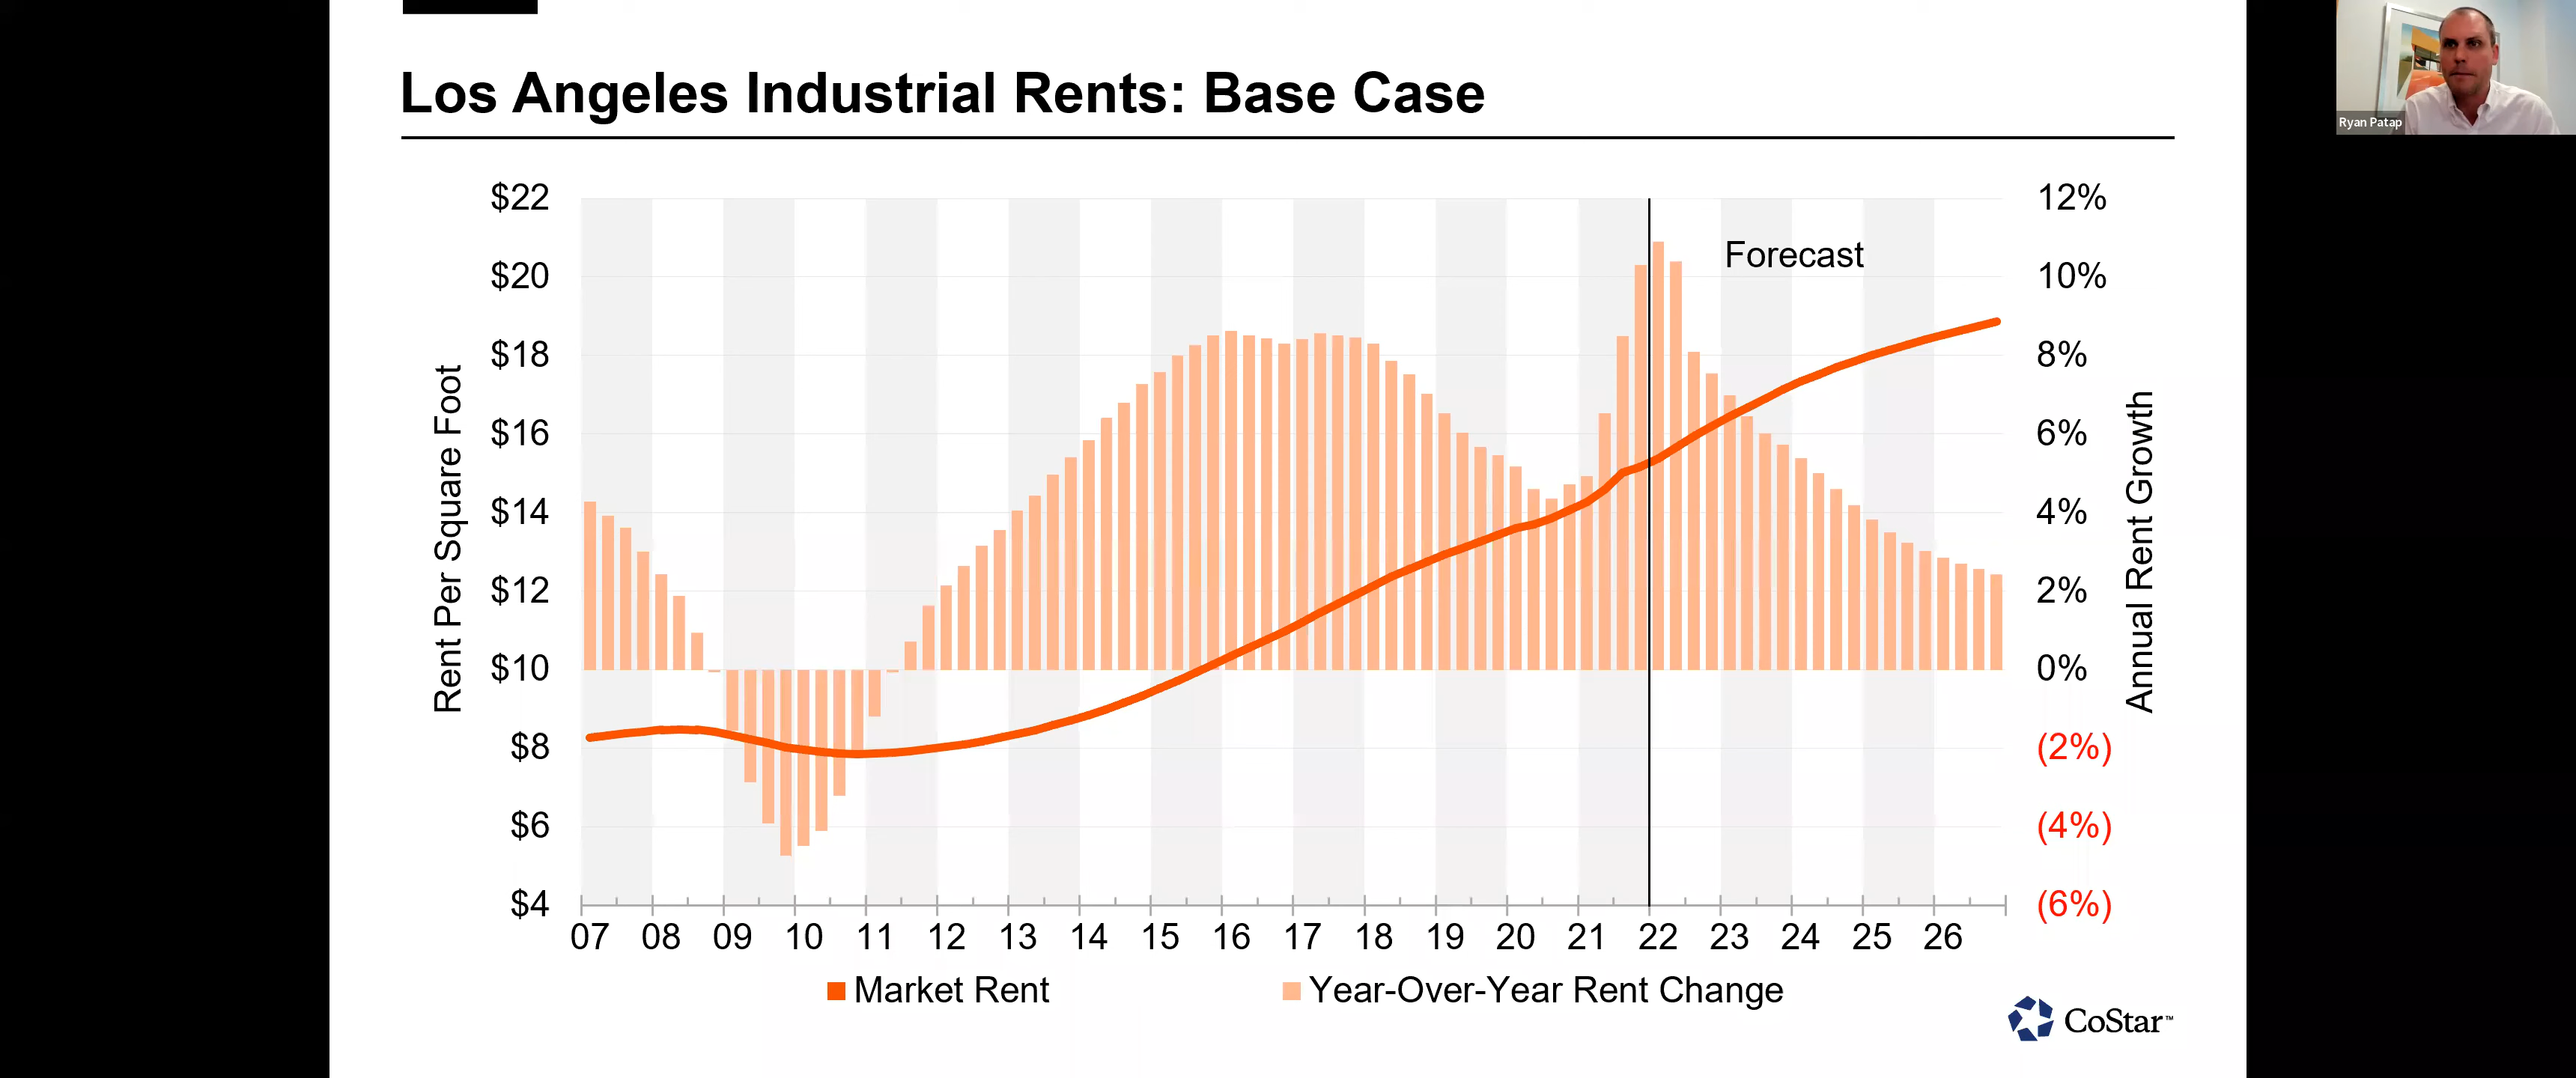 Los Angeles Industrial Rents: Base Case
Ryan Patap
$22
$20
$18
$16
$14
$12
$10
$8
$6
$4
Rent Per Square Foot
Forecast
12%
10%
8%
6%
4%
2%
0%
(2%)
(4%)
(6%)
Annual Rent Growth
07 08 09 10 11 12 13 14 15 16 17 18 19 20 21 22 23 24 25 26
Market Rent
Year-Over-Year Rent Change
CoStar™